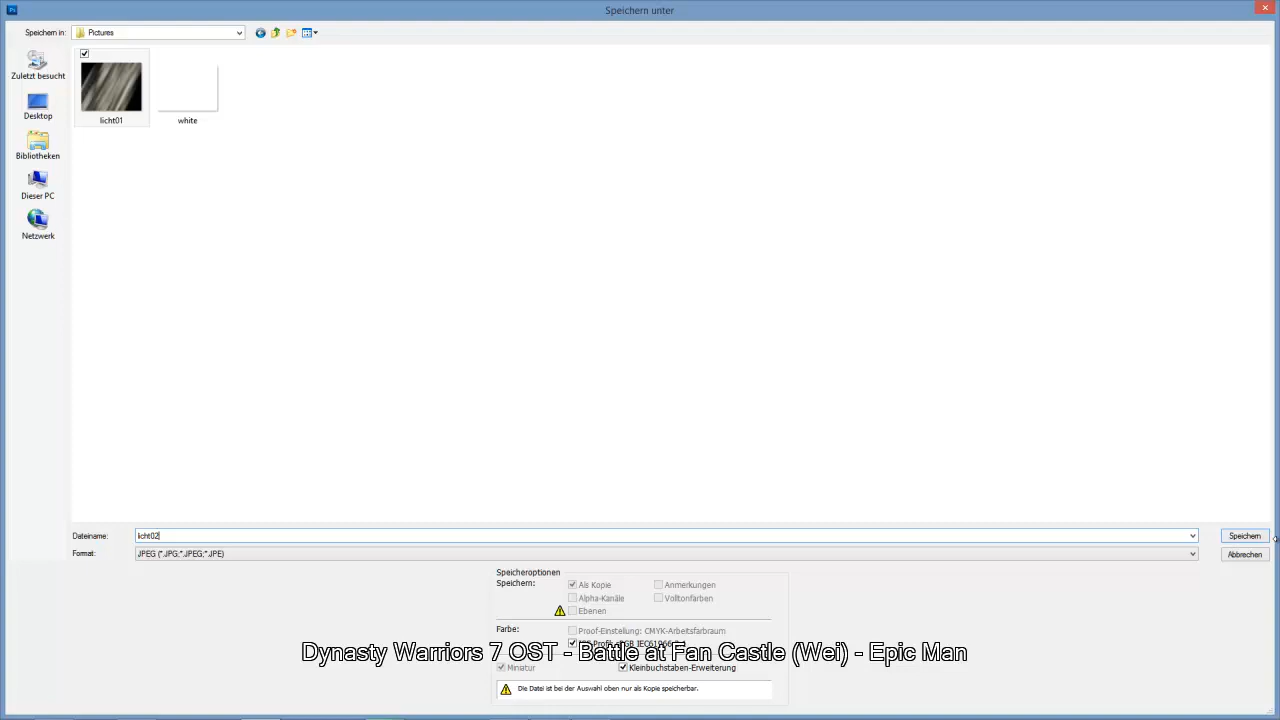 Speichern unter
Speichern in:
Pictures
Zuletzt besucht
Desktop
Bibliotheken
Dieser PC
Netzwerk
licht01
white
Dateiname:
licht02
Speichern
Format:
JPEG (*.JPG;*.JPEG;*.JPE)
Abbrechen
Speicheroptionen
Speichern:
Als Kopie
Anmerkungen
Alpha-Kanäle
Volltonfarben
Ebenen
Farbe:
Proof-Einstellung: CMYK-Arbeitsfarbraum
Dynasty Warriors 7 OST - Battle at Fan Castle (Wei) - Epic Man
Miniatur
Kleinbuchstaben-Erweiterung
Die Datei ist bei der Auswahl oben nur als Kopie speicherbar.